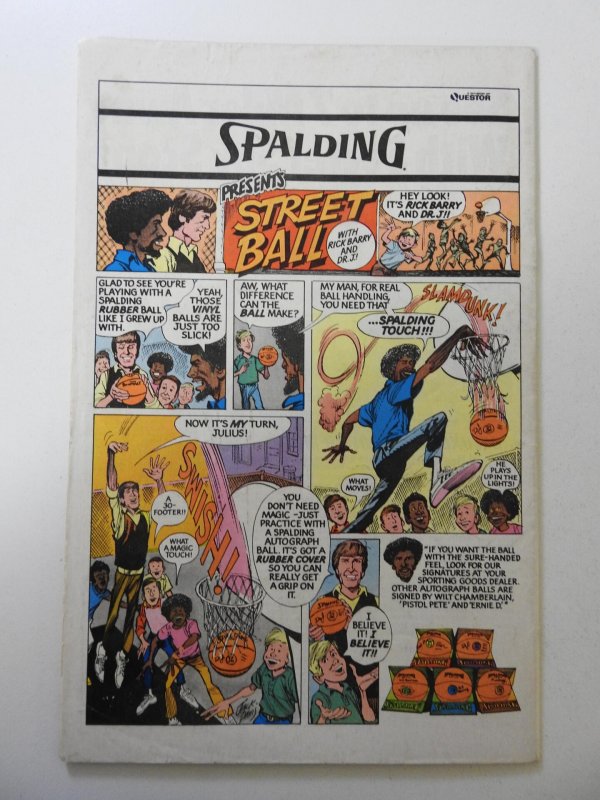 QUESTOR
SPALDING
PRESENTS
STREET
BALL
WITH
RICK BARRY
AND
DR. J!
HEY LOOK!
IT'S RICK BARRY
AND DR. J!!
GLAD TO SEE YOU'RE
PLAYING WITH A
SPALDING
RUBBER BALL
LIKE I GREW UP
WITH.
YEAH,
THOSE
VINYL
BALLS ARE
JUST TOO
SLICK!
AW, WHAT
DIFFERENCE
CAN THE
BALL MAKE?
MY MAN, FOR REAL
BALL HANDLING,
YOU NEED THAT
...SPALDING
TOUCH!!!
SLAM DUNK!
WHAT
MOVES!
HE
PLAYS
UP IN THE
LIGHTS!
NOW IT'S MY TURN,
JULIUS!
A
30-
FOOTER!!
WHAT
A MAGIC
TOUCH!
SWISH!
YOU
DON'T NEED
MAGIC -JUST
PRACTICE WITH
A SPALDING
AUTOGRAPH
BALL. IT'S GOT A
RUBBER COVER
SO YOU CAN
REALLY GET
A GRIP ON
IT.
I
BELIEVE
IT! I
BELIEVE
IT!!
"IF YOU WANT THE BALL
WITH THE SURE-HANDED
FEEL, LOOK FOR OUR
SIGNATURES AT YOUR
SPORTING GOODS DEALER.
OTHER AUTOGRAPH BALLS ARE
SIGNED BY WILT CHAMBERLAIN,
'PISTOL PETE' AND 'ERNIE D.'"